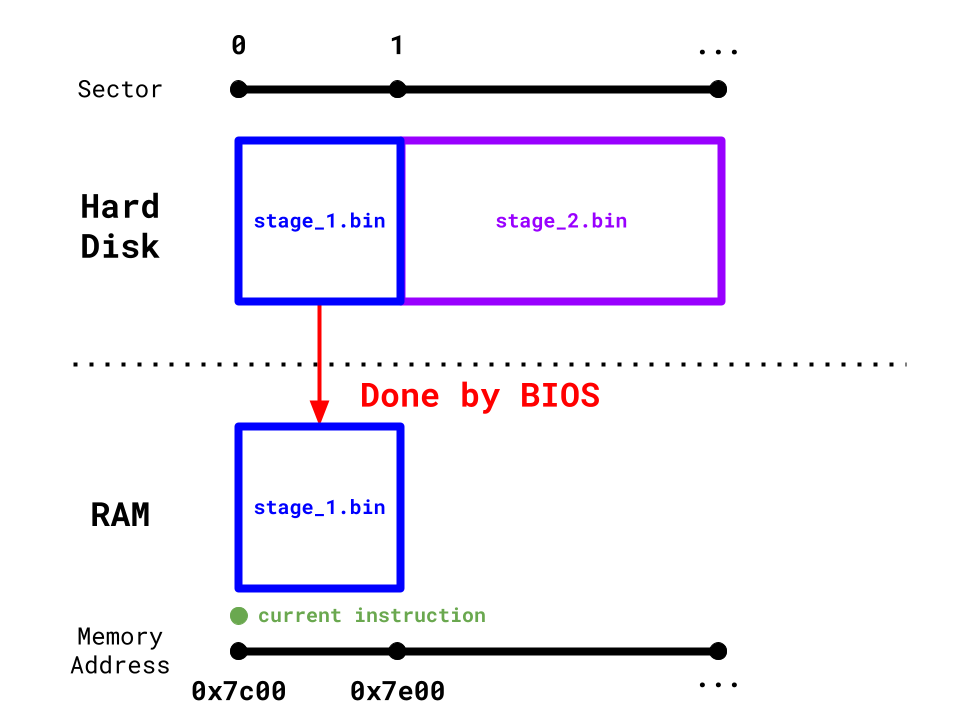 0 1 ...
Sector
Hard
Disk
stage_1.bin stage_2.bin
Done by BIOS
RAM
stage_1.bin
current instruction
Memory
Address
0x7c00 0x7e00 ...